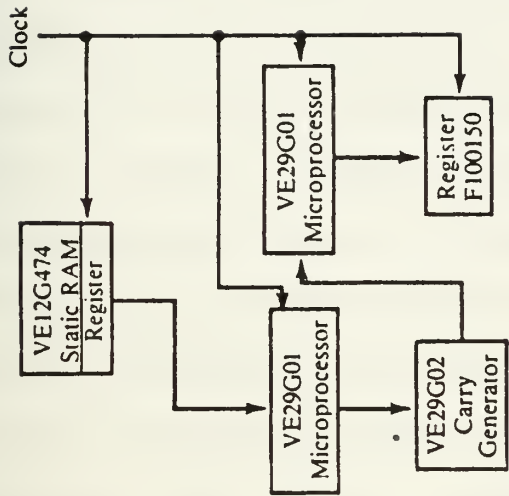 Clock
VE12G474
Static RAM
Register
VE29G01
Microprocessor
VE29G01
Microprocessor
VE29G02
Carry
Generator
Register
F100150